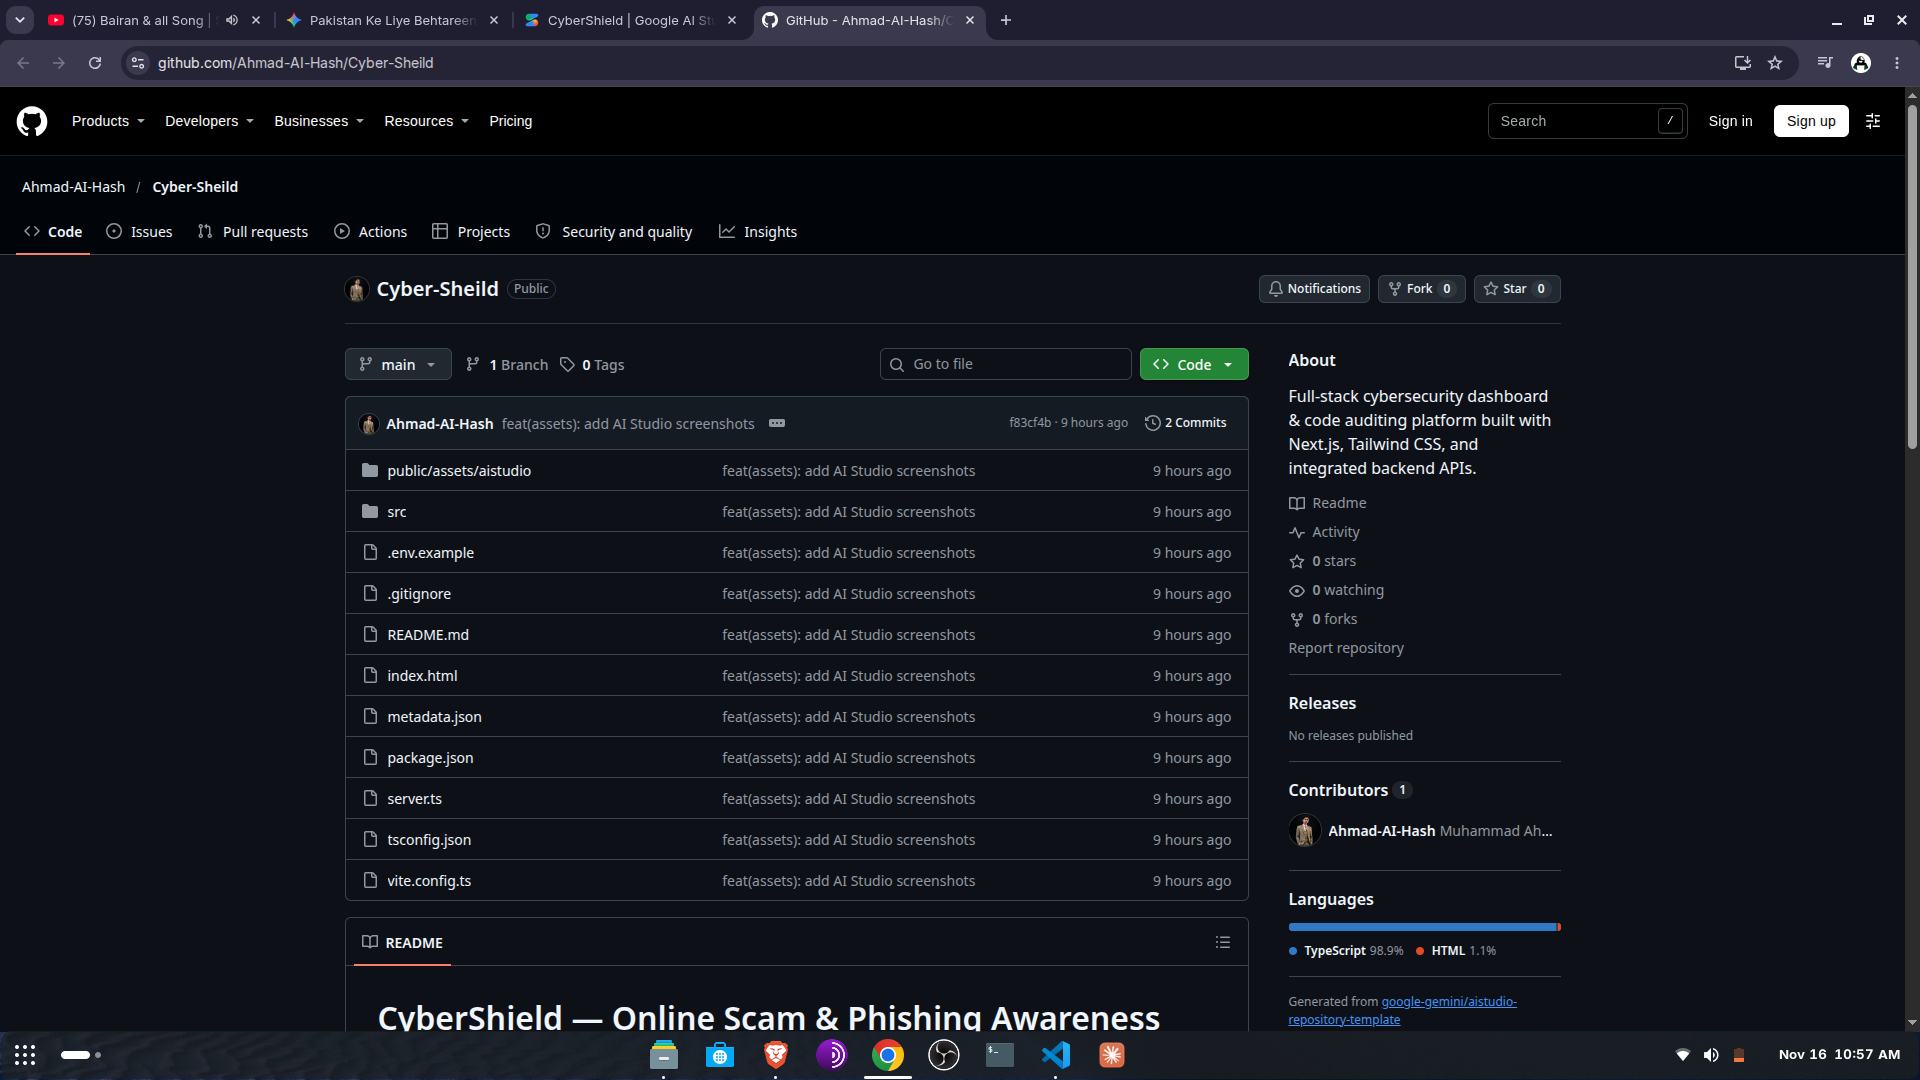 (75) Bairan & all Song
Pakistan Ke Liye Behtareen
CyberShield | Google AI St
GitHub - Ahmad-AI-Hash/C
github.com/Ahmad-AI-Hash/Cyber-Sheild
Products Developers Businesses Resources Pricing Search / Sign in Sign up
Ahmad-AI-Hash / Cyber-Sheild
Code Issues Pull requests Actions Projects Security and quality Insights
Cyber-Sheild Public Notifications Fork 0 Star 0
main 1 Branch 0 Tags Go to file Code
Ahmad-AI-Hash feat(assets): add AI Studio screenshots f83cf4b · 9 hours ago 2 Commits
public/assets/aistudio feat(assets): add AI Studio screenshots 9 hours ago
src feat(assets): add AI Studio screenshots 9 hours ago
.env.example feat(assets): add AI Studio screenshots 9 hours ago
.gitignore feat(assets): add AI Studio screenshots 9 hours ago
README.md feat(assets): add AI Studio screenshots 9 hours ago
index.html feat(assets): add AI Studio screenshots 9 hours ago
metadata.json feat(assets): add AI Studio screenshots 9 hours ago
package.json feat(assets): add AI Studio screenshots 9 hours ago
server.ts feat(assets): add AI Studio screenshots 9 hours ago
tsconfig.json feat(assets): add AI Studio screenshots 9 hours ago
vite.config.ts feat(assets): add AI Studio screenshots 9 hours ago
README
CyberShield — Online Scam & Phishing Awareness
About
Full-stack cybersecurity dashboard
& code auditing platform built with
Next.js, Tailwind CSS, and
integrated backend APIs.
Readme
Activity
0 stars
0 watching
0 forks
Report repository
Releases
No releases published
Contributors 1
Ahmad-AI-Hash Muhammad Ah...
Languages
TypeScript 98.9% HTML 1.1%
Generated from google-gemini/aistudio-
repository-template
Nov 16 10:57 AM